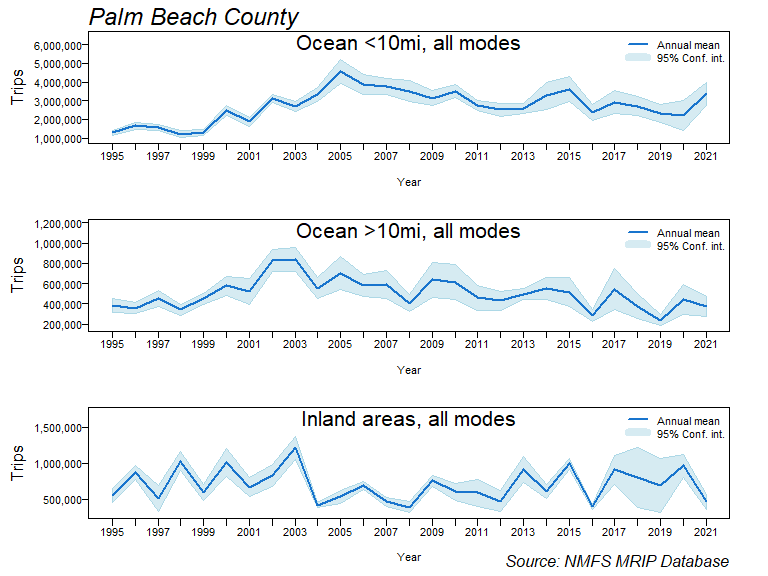 Palm Beach County
Ocean <10mi, all modes
Annual mean
95% Conf. int.
Trips
6,000,000
5,000,000
4,000,000
3,000,000
2,000,000
1,000,000
1995 1997 1999 2001 2003 2005 2007 2009 2011 2013 2015 2017 2019 2021
Year
Ocean >10mi, all modes
Annual mean
95% Conf. int.
Trips
1,200,000
1,000,000
800,000
600,000
400,000
200,000
1995 1997 1999 2001 2003 2005 2007 2009 2011 2013 2015 2017 2019 2021
Year
Inland areas, all modes
Annual mean
95% Conf. int.
Trips
1,500,000
1,000,000
500,000
1995 1997 1999 2001 2003 2005 2007 2009 2011 2013 2015 2017 2019 2021
Year
Source: NMFS MRIP Database